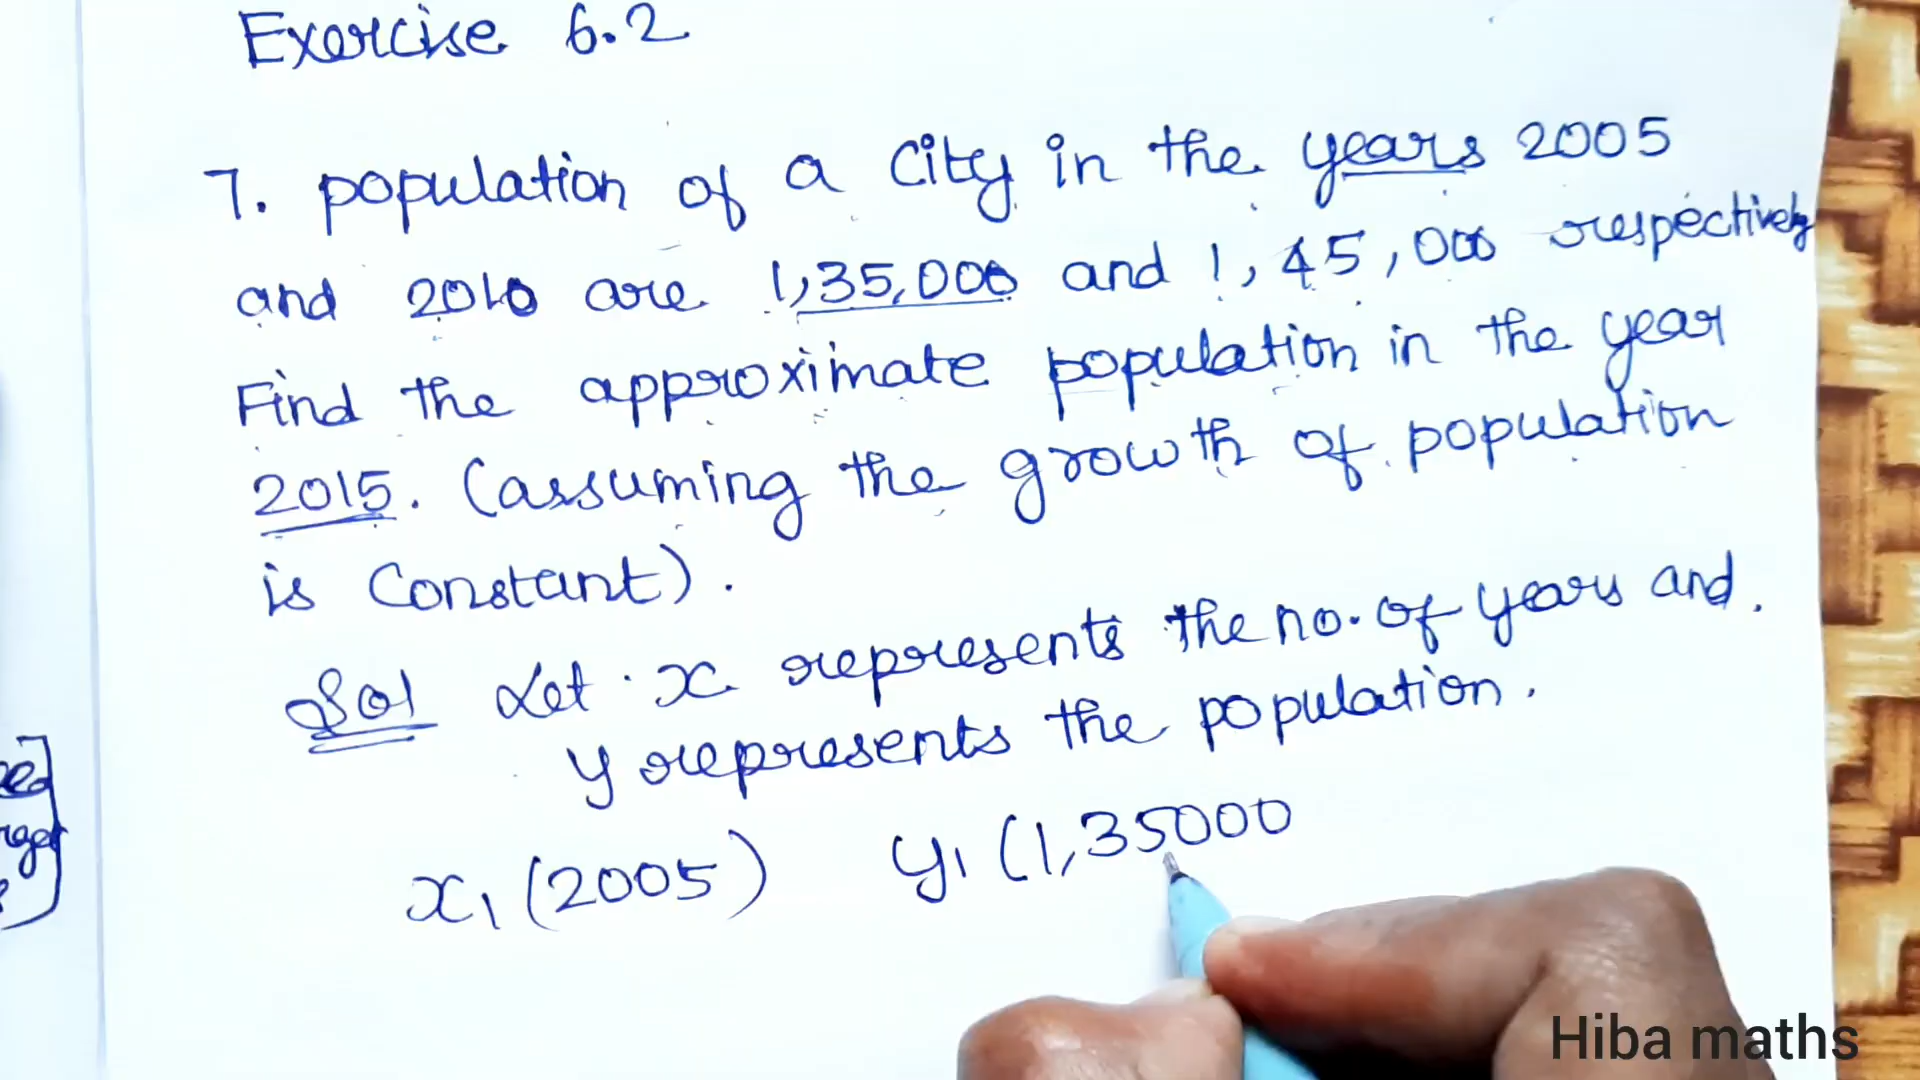 Exercise 6.2
7. population of a City in the years 2005
and 2010 are 1,35,000 and 1,45,000 respectively
Find the approximate population in the year
2015. (assuming the growth of population
is Constant).
Sol Let x represents the no. of years and
y represents the population.
x₁ (2005) y₁ (1,35000
Hiba maths